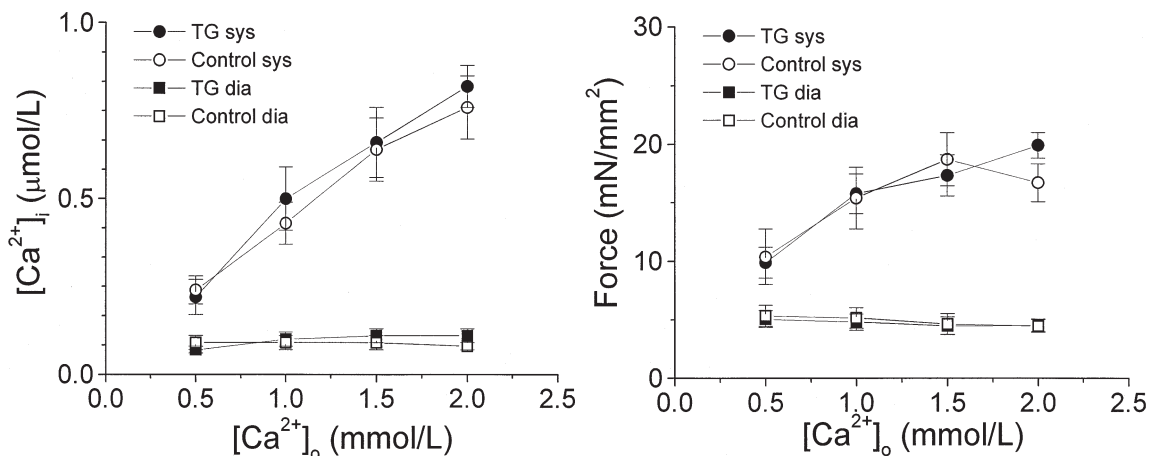 1.0
TG sys
Control sys
TG dia
Control dia
0.5
0.0
[Ca²⁺]ᵢ (μmol/L)
0.0 0.5 1.0 1.5 2.0 2.5
[Ca²⁺]ₒ (mmol/L)
30
TG sys
Control sys
TG dia
Control dia
20
10
0
Force (mN/mm²)
0.0 0.5 1.0 1.5 2.0 2.5
[Ca²⁺]ₒ (mmol/L)